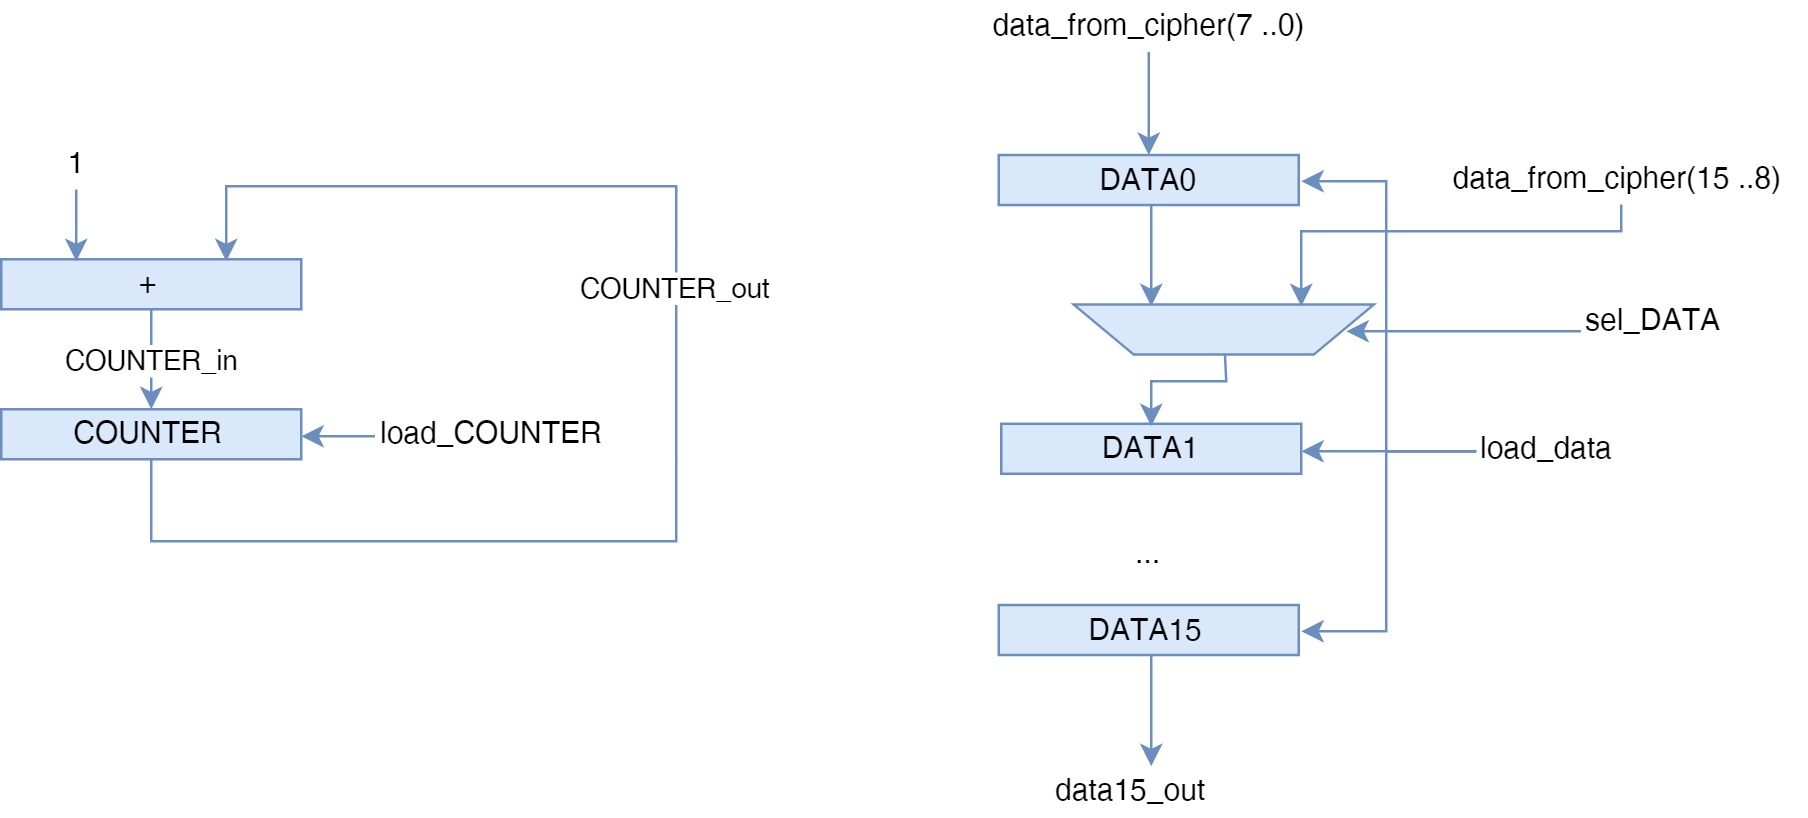 data_from_cipher(7 ..0)
1
DATA0
data_from_cipher(15 ..8)
+
COUNTER_out
sel_DATA
COUNTER_in
COUNTER
load_COUNTER
DATA1
load_data
...
DATA15
data15_out